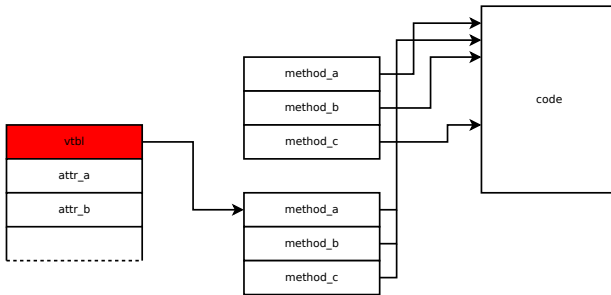 method_a
method_b
method_c
code
vtbl
attr_a
attr_b
method_a
method_b
method_c